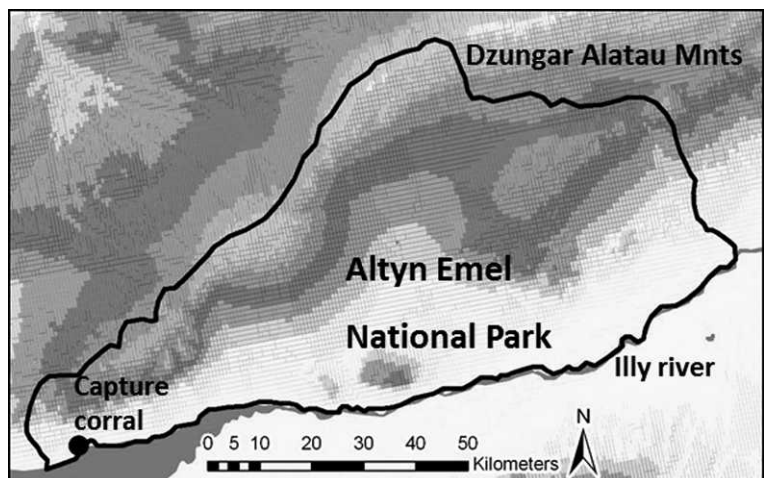 Dzungar Alatau Mnts
Altyn Emel
National Park
Illy river
Capture
corral
N
0 5 10 20 30 40 50
Kilometers